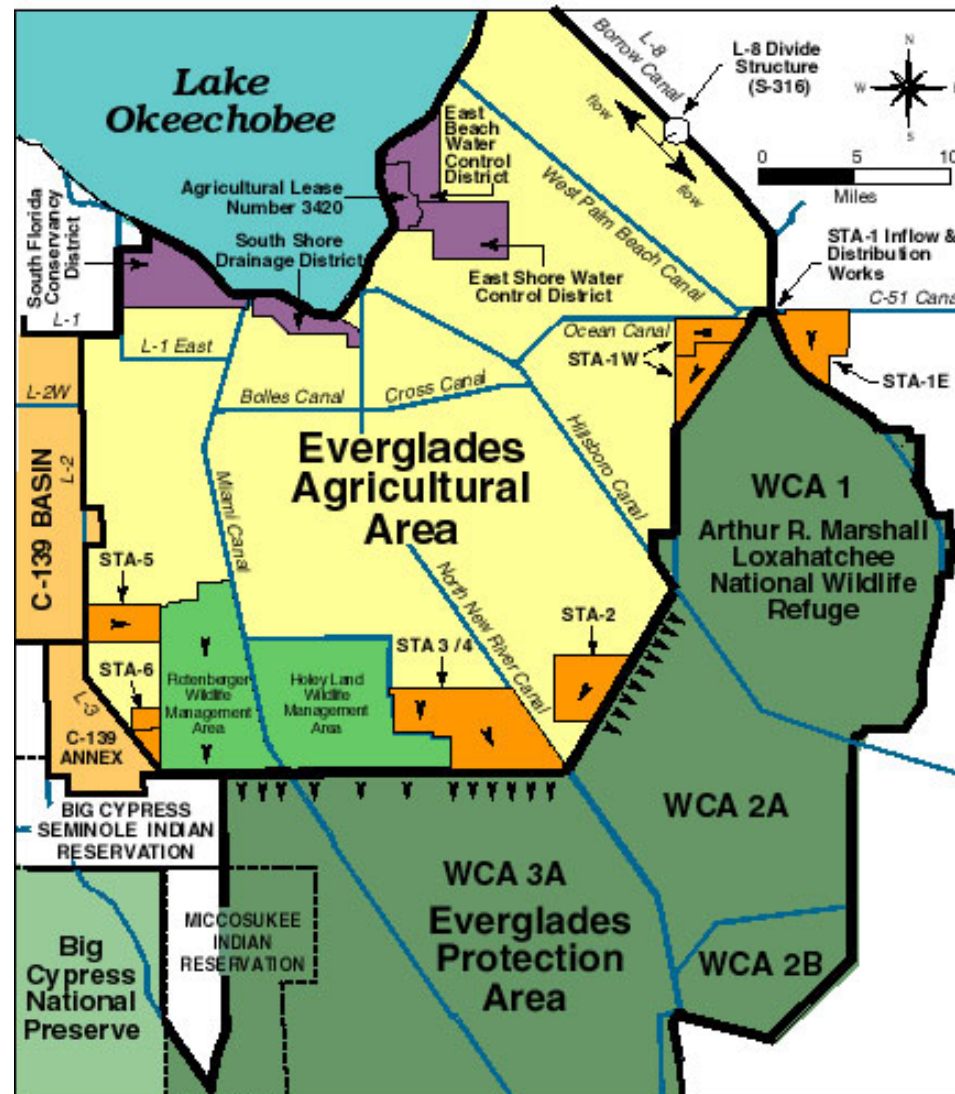 Lake
Okeechobee
L-8
Borrow Canal
L-8 Divide
Structure
(S-316)
N
W
S
flow
flow
0
5
10
Miles
East
Beach
Water
Control
District
Agricultural Lease
Number 3420
South Shore
Drainage District
East Shore Water
Control District
West Palm Beach Canal
South Florida
Conservancy
District
STA-1 Inflow &
Distribution
Works
C-51 Cana
L-1
L-1 East
Ocean Canal
STA-1W
STA-1E
L-2W
Bolles Canal
Cross Canal
Hillsboro Canal
L-2
C-139 BASIN
Everglades
Agricultural
Area
Miami Canal
North New River Canal
WCA 1
Arthur R. Marshall
Loxahatchee
National Wildlife
Refuge
STA-5
STA-6
STA 3/4
STA-2
Rotenberger
Wildlife
Management
Area
Holey Land
Wildlife
Management
Area
L-3
C-139
ANNEX
BIG CYPRESS
SEMINOLE INDIAN
RESERVATION
WCA 2A
WCA 3A
Everglades
Protection
Area
WCA 2B
MICCOSUKEE
INDIAN
RESERVATION
Big
Cypress
National
Preserve